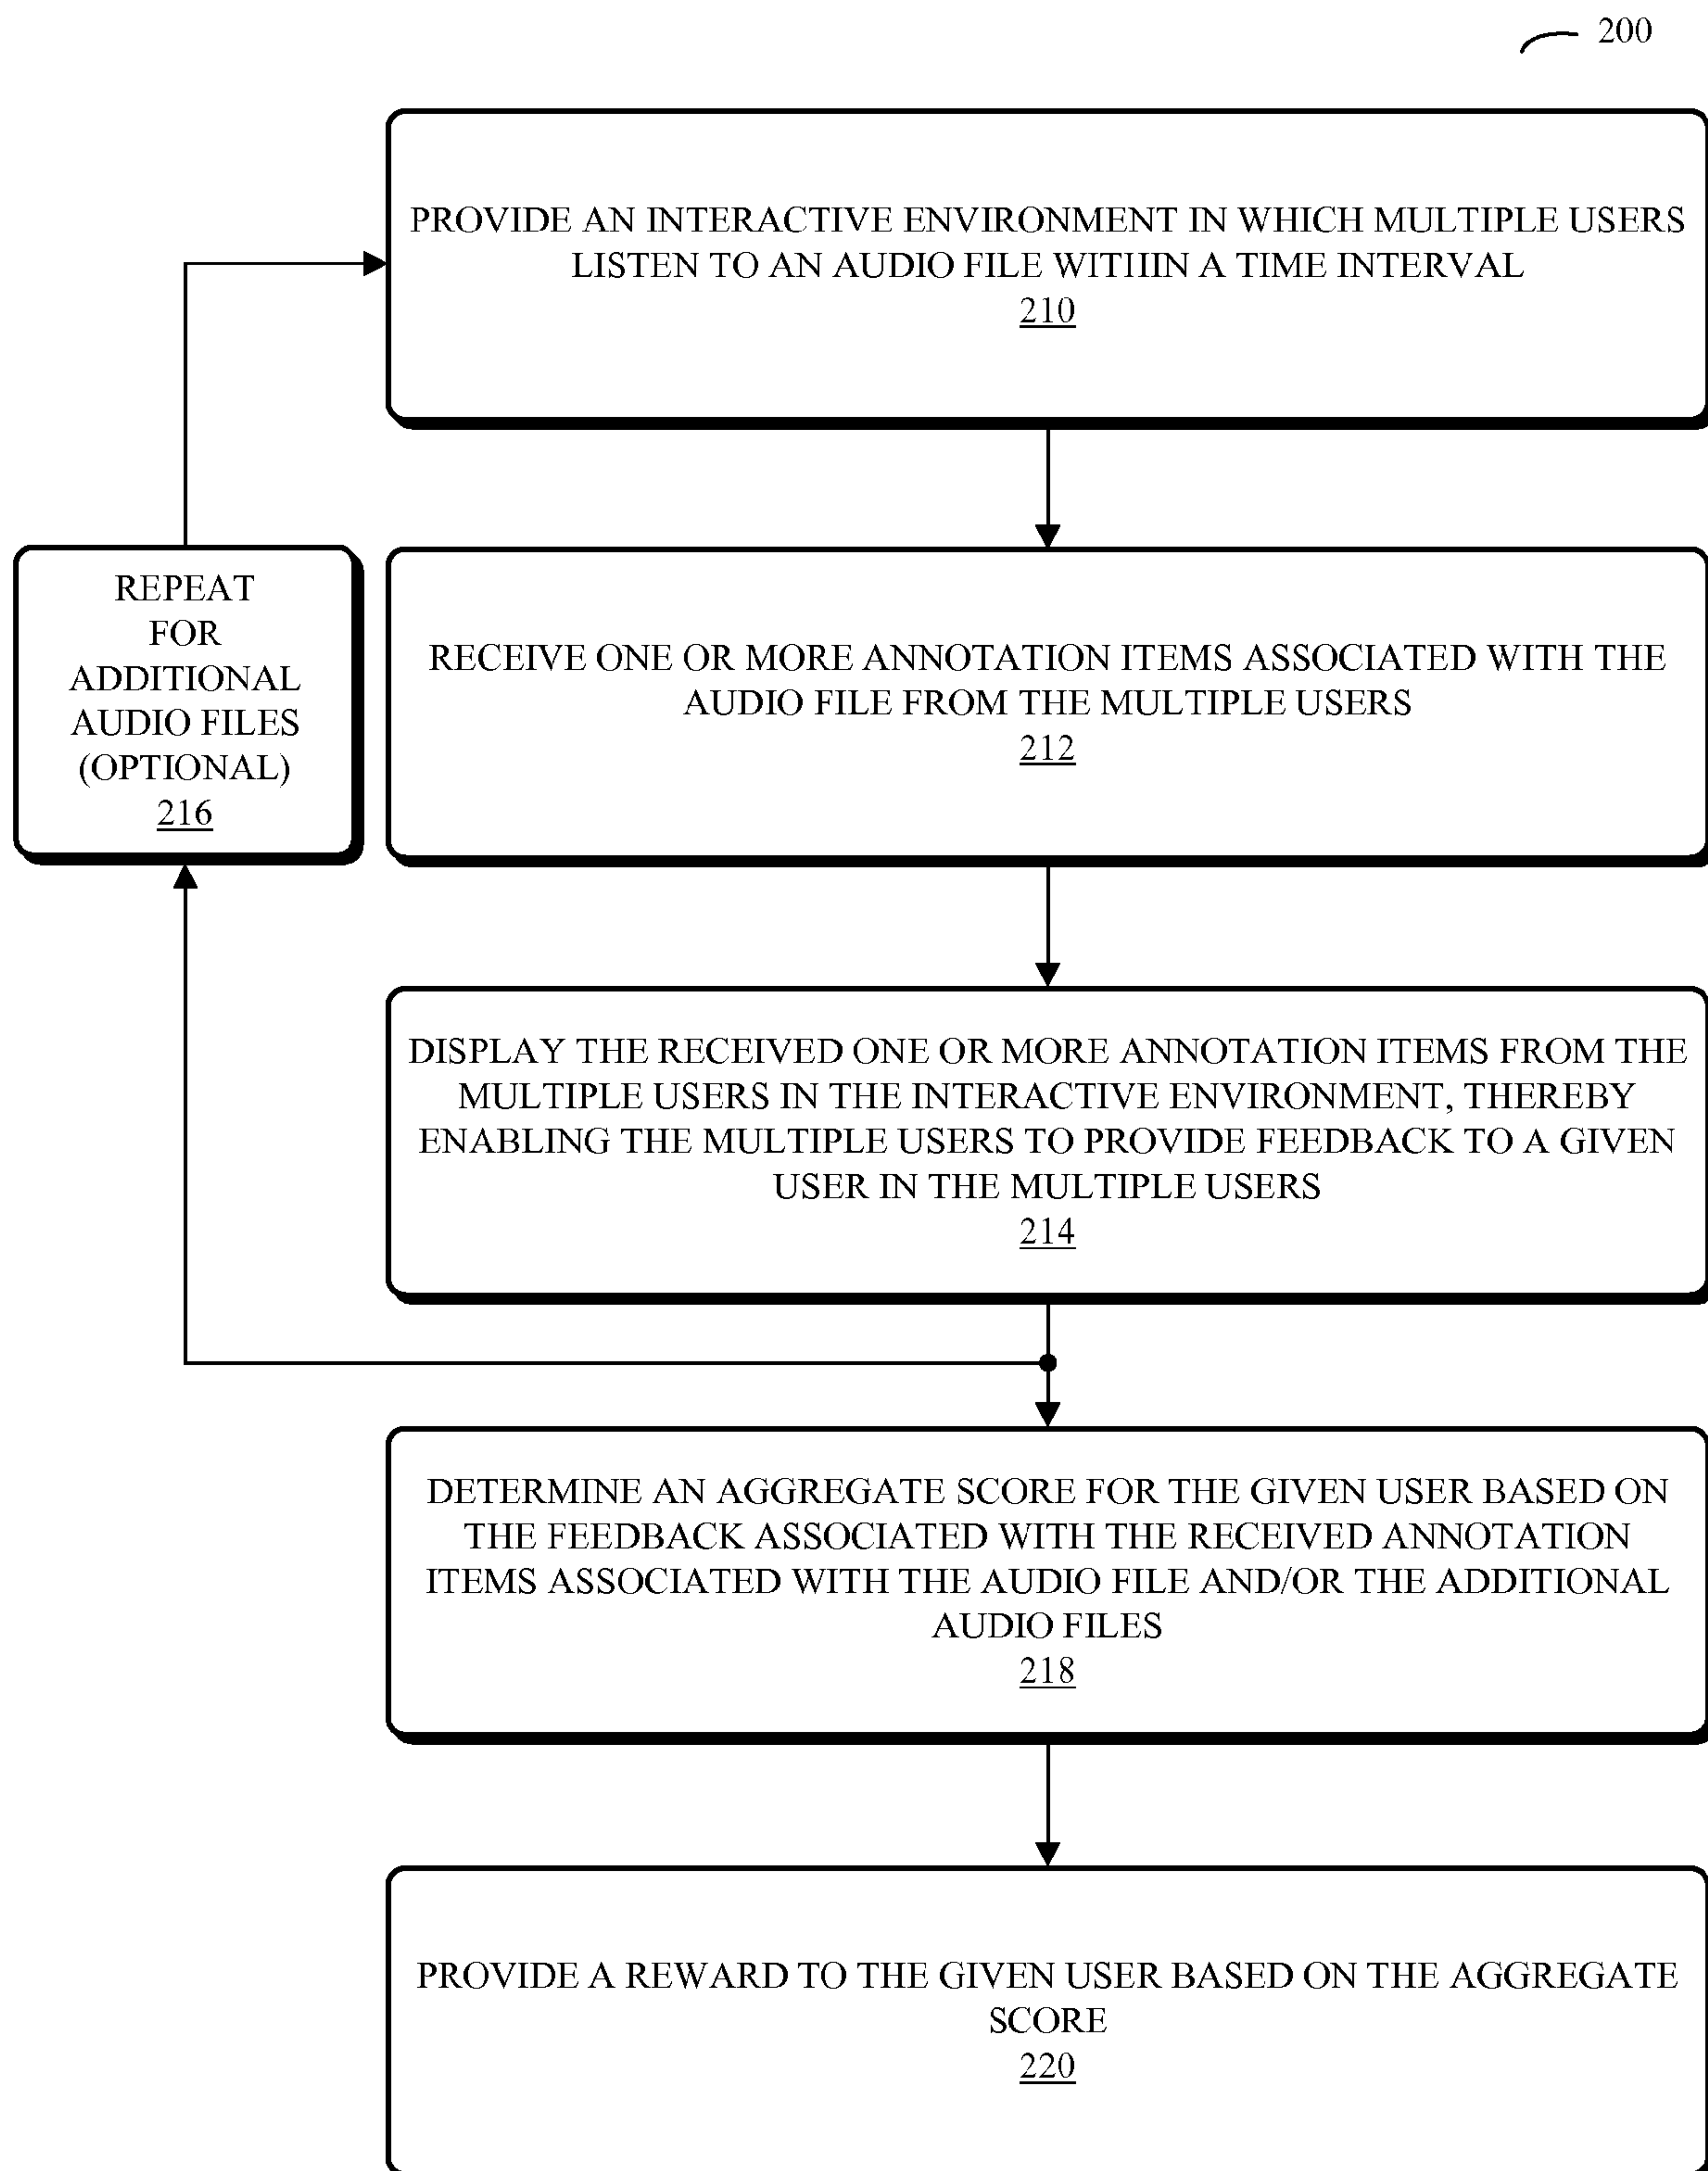 200
PROVIDE AN INTERACTIVE ENVIRONMENT IN WHICH MULTIPLE USERS
LISTEN TO AN AUDIO FILE WITHIN A TIME INTERVAL
210
REPEAT
FOR
ADDITIONAL
AUDIO FILES
(OPTIONAL)
216
RECEIVE ONE OR MORE ANNOTATION ITEMS ASSOCIATED WITH THE
AUDIO FILE FROM THE MULTIPLE USERS
212
DISPLAY THE RECEIVED ONE OR MORE ANNOTATION ITEMS FROM THE
MULTIPLE USERS IN THE INTERACTIVE ENVIRONMENT, THEREBY
ENABLING THE MULTIPLE USERS TO PROVIDE FEEDBACK TO A GIVEN
USER IN THE MULTIPLE USERS
214
DETERMINE AN AGGREGATE SCORE FOR THE GIVEN USER BASED ON
THE FEEDBACK ASSOCIATED WITH THE RECEIVED ANNOTATION
ITEMS ASSOCIATED WITH THE AUDIO FILE AND/OR THE ADDITIONAL
AUDIO FILES
218
PROVIDE A REWARD TO THE GIVEN USER BASED ON THE AGGREGATE
SCORE
220